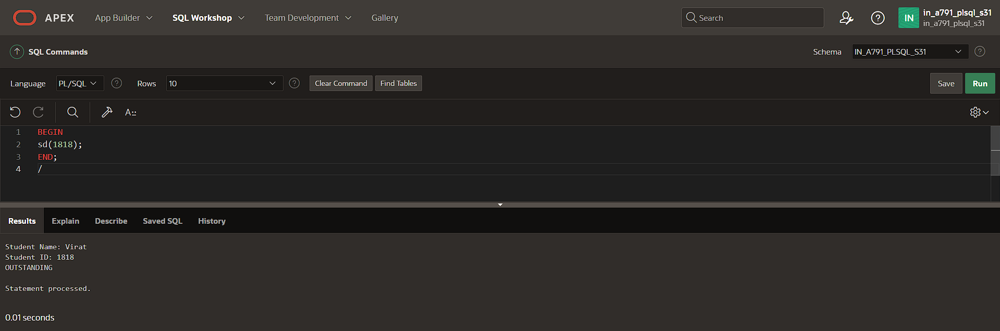 APEX App Builder SQL Workshop Team Development Gallery Search IN in_a791_plsql_s31
in_a791_plsql_s31
SQL Commands Schema IN_A791_PLSQL_S31 ?
Language PL/SQL ? Rows 10 ? Clear Command Find Tables Save Run
A::
1 BEGIN
2 sd(1818);
3 END;
4 /
Results Explain Describe Saved SQL History
Student Name: Virat
Student ID: 1818
OUTSTANDING
Statement processed.
0.01 seconds